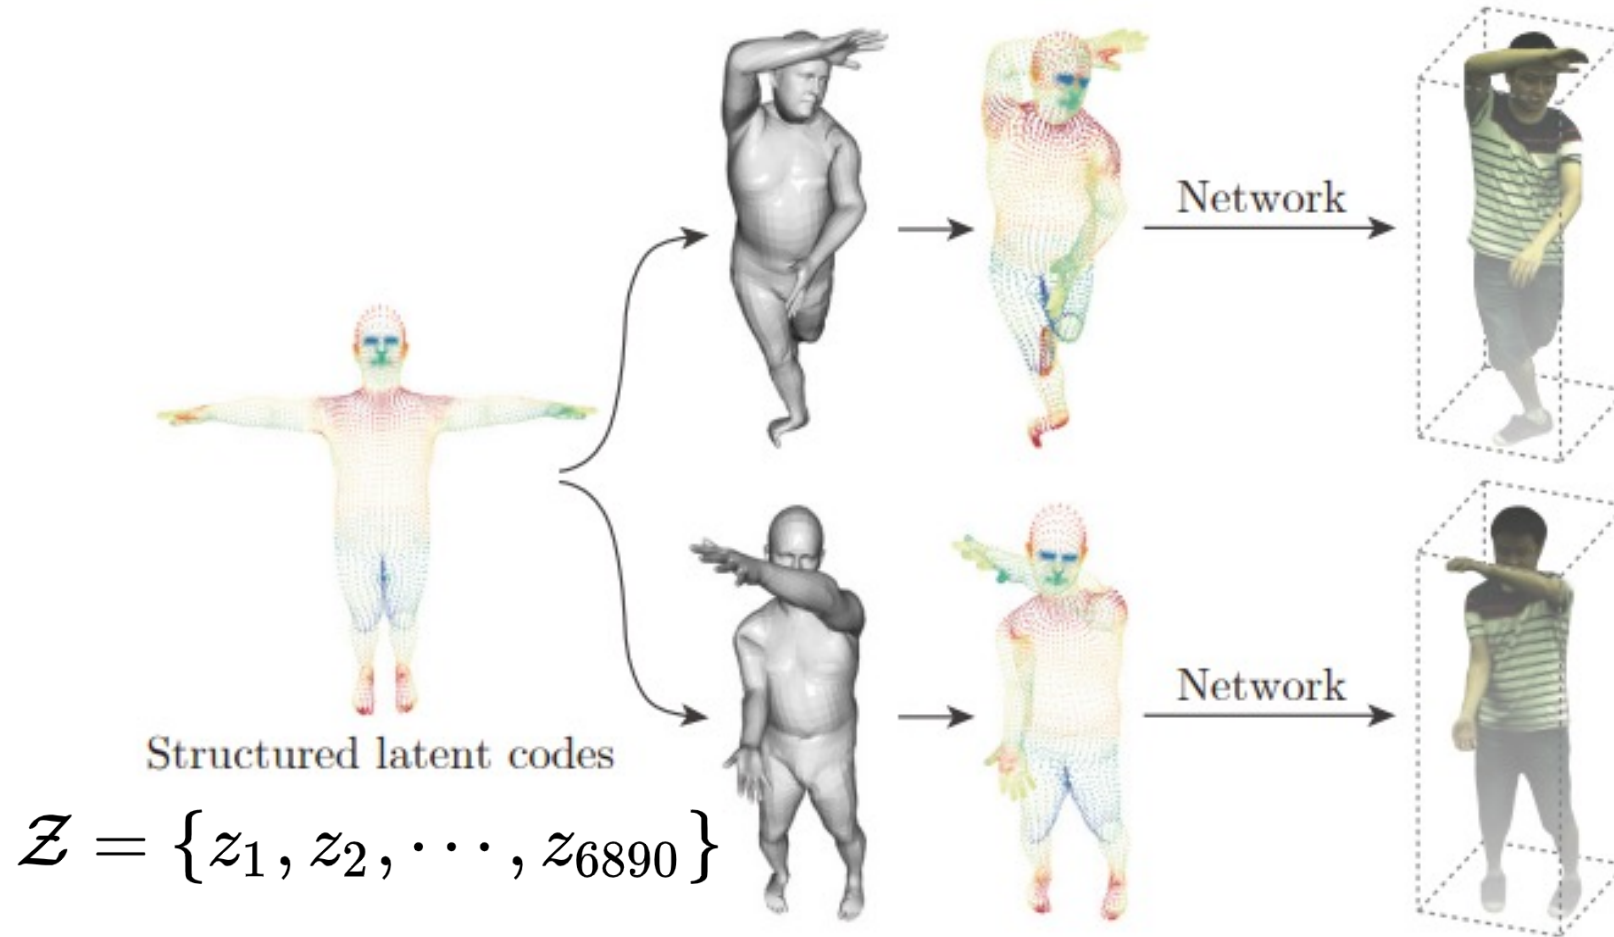 Network
Network
Structured latent codes
𝒵 = {z₁, z₂, ⋯, z₆₈₉₀}